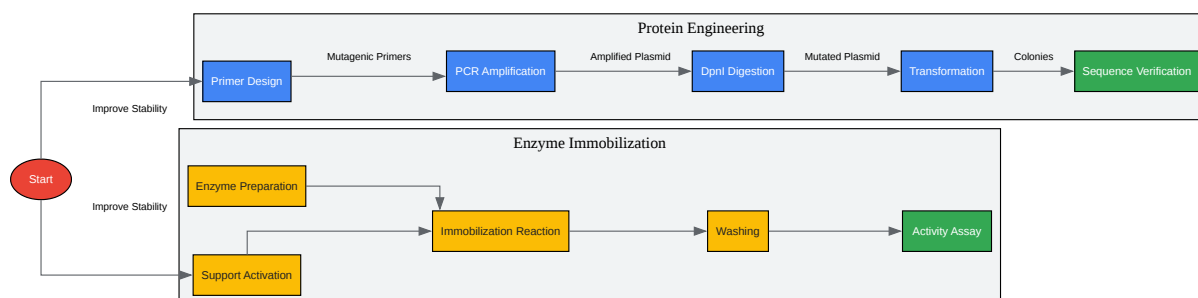 Protein Engineering
Mutagenic Primers
Amplified Plasmid
Mutated Plasmid
Colonies
Primer Design
PCR Amplification
DpnI Digestion
Transformation
Sequence Verification
Improve Stability
Enzyme Immobilization
Start
Enzyme Preparation
Improve Stability
Immobilization Reaction
Washing
Activity Assay
Support Activation